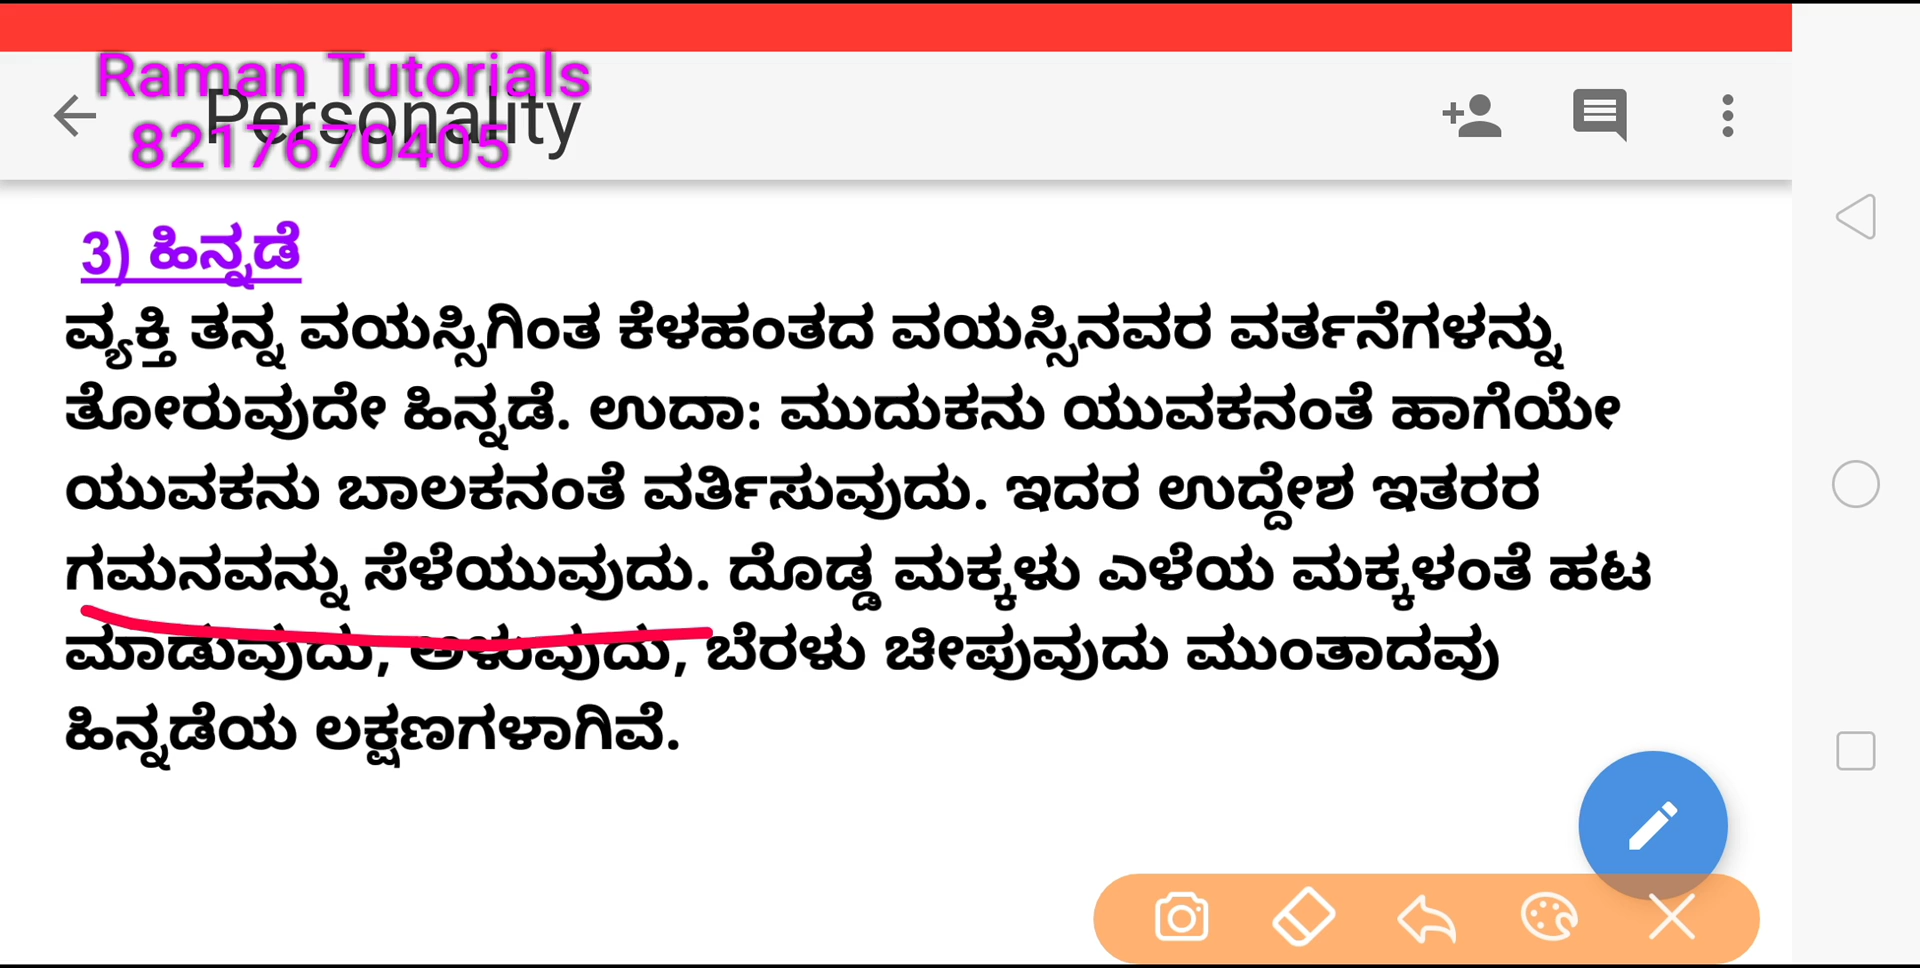 Raman Tutorials
Personality
8217670405
3) ಹಿನ್ನಡೆ
ವ್ಯಕ್ತಿ ತನ್ನ ವಯಸ್ಸಿಗಿಂತ ಕೆಳಹಂತದ ವಯಸ್ಸಿನವರ ವರ್ತನೆಗಳನ್ನು
ತೋರುವುದೇ ಹಿನ್ನಡೆ. ಉದಾ: ಮುದುಕನು ಯುವಕನಂತೆ ಹಾಗೆಯೇ
ಯುವಕನು ಬಾಲಕನಂತೆ ವರ್ತಿಸುವುದು. ಇದರ ಉದ್ದೇಶ ಇತರರ
ಗಮನವನ್ನು ಸೆಳೆಯುವುದು. ದೊಡ್ಡ ಮಕ್ಕಳು ಎಳೆಯ ಮಕ್ಕಳಂತೆ ಹಟ
ಮಾಡುವುದು, ಅಳುವುದು, ಬೆರಳು ಚೀಪುವುದು ಮುಂತಾದವು
ಹಿನ್ನಡೆಯ ಲಕ್ಷಣಗಳಾಗಿವೆ.